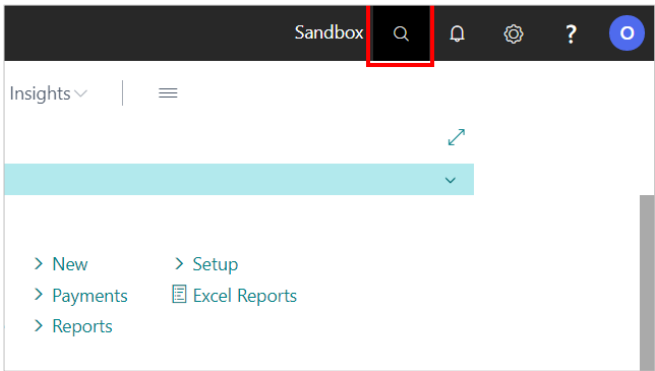 Sandbox ? O
Insights
New Setup
Payments Excel Reports
Reports